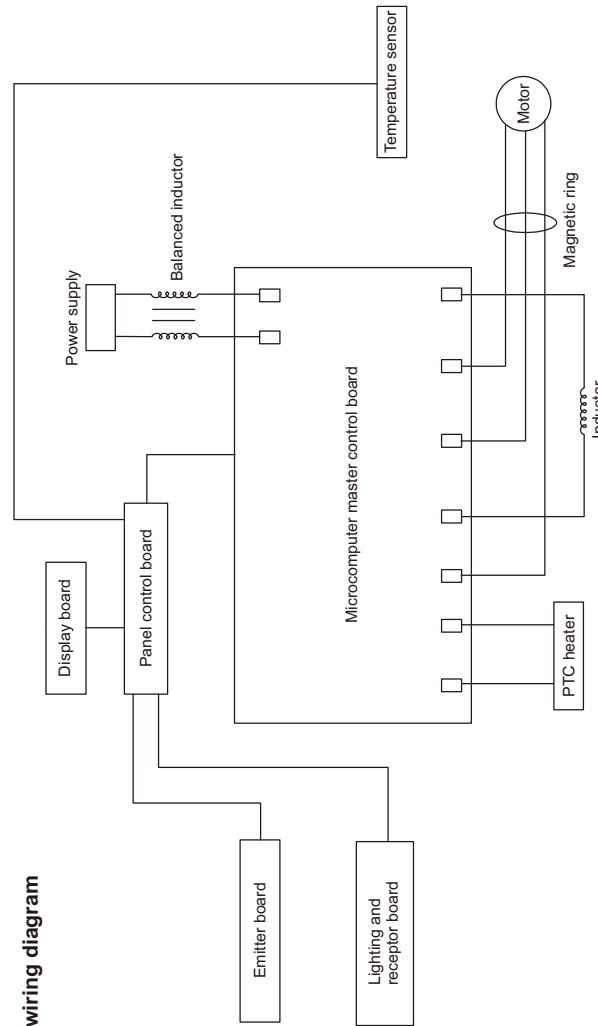 wiring diagram
Display board
Panel control board
Power supply
Balanced inductor
Temperature sensor
Emitter board
Lighting and
receptor board
Microcomputer master control board
PTC heater
Inductor
Magnetic ring
Motor